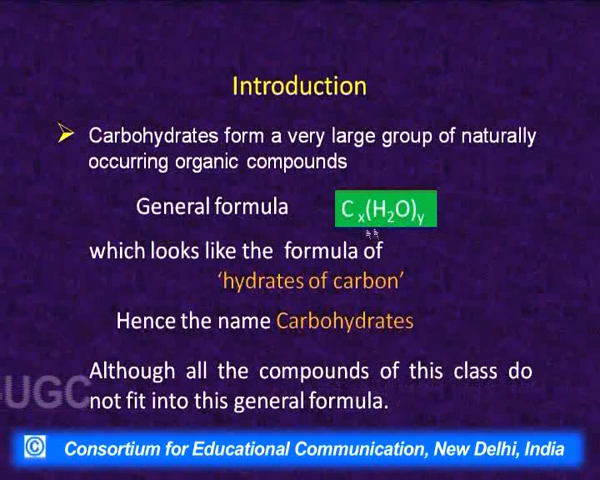 Introduction
Carbohydrates form a very large group of naturally
occurring organic compounds
General formula C x(H2O)y
which looks like the formula of
‘hydrates of carbon’
Hence the name Carbohydrates
Although all the compounds of this class do
not fit into this general formula.
-UGC
© Consortium for Educational Communication, New Delhi, India